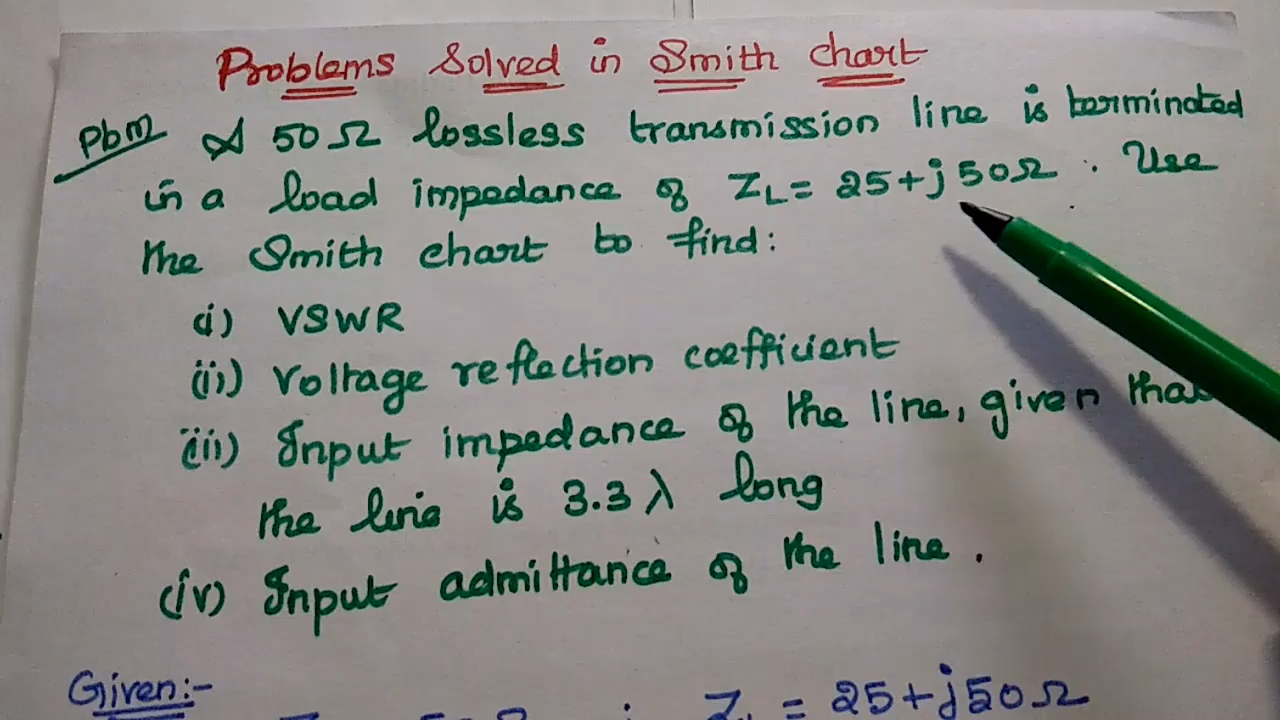 Problems Solved in Smith chart
Pbm A 50Ω lossless transmission line is terminated
in a load impedance of ZL = 25+j50Ω. Use
the Smith chart to find:
(i) VSWR
(ii) Voltage reflection coefficient
(iii) Input impedance of the line, given that
the line is 3.3λ long
(iv) Input admittance of the line.
Given:-
ZL = 25+j50Ω